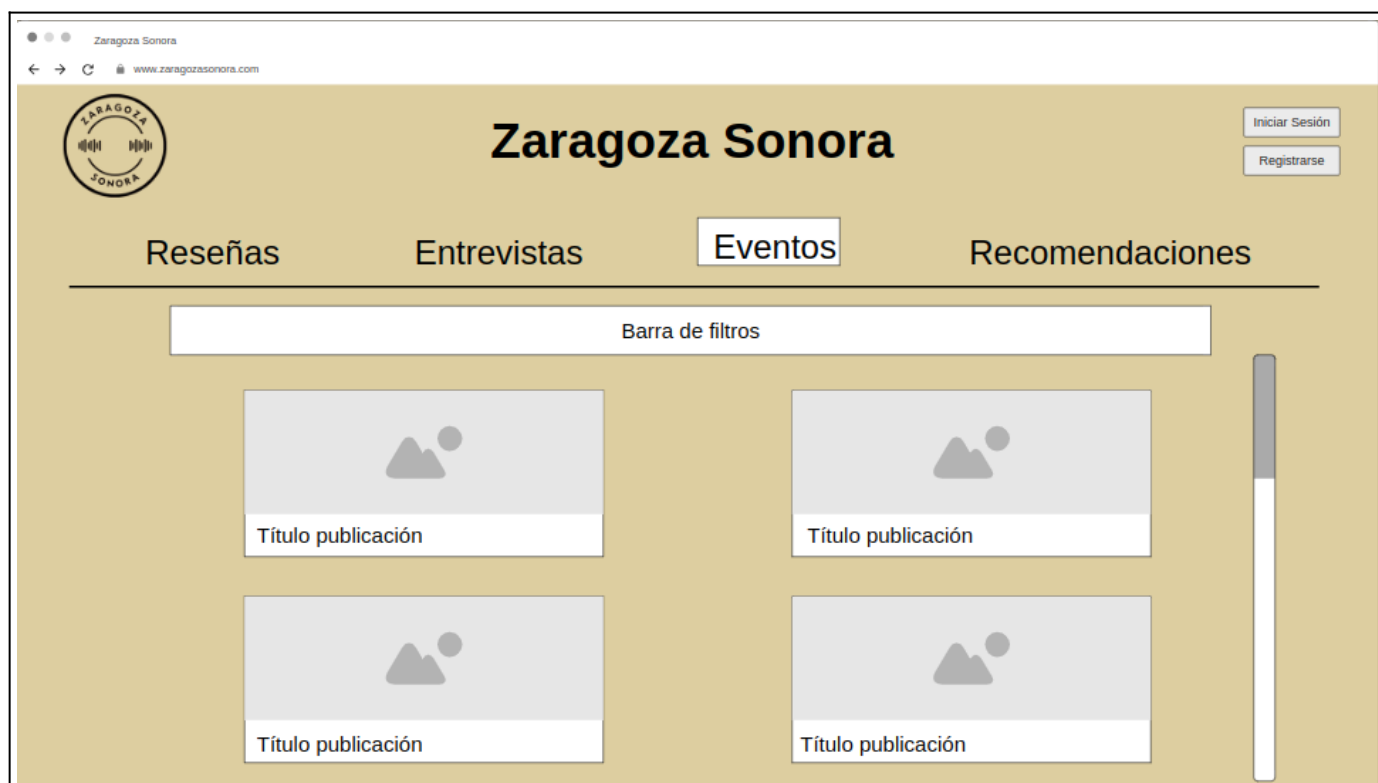 Zaragoza Sonora
www.zaragozasonora.com
ZARAGOZA
SONORA
Zaragoza Sonora
Iniciar Sesión
Registrarse
Reseñas Entrevistas Eventos Recomendaciones
Barra de filtros
Título publicación Título publicación
Título publicación Título publicación